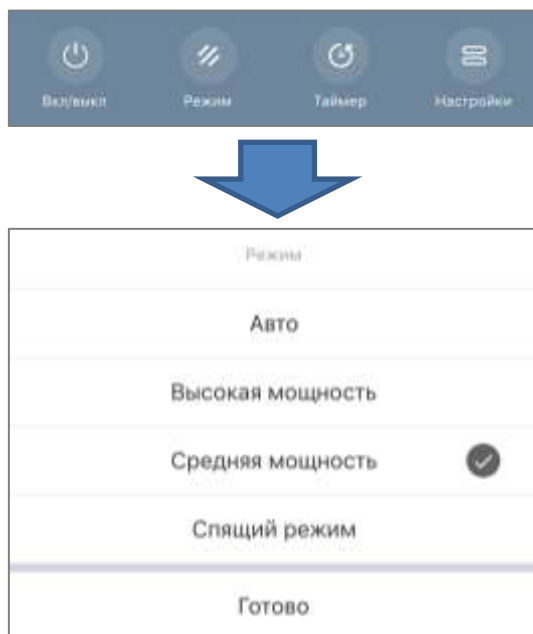 Вкл/выкл Режим Таймер Настройки
Режим
Авто
Высокая мощность
Средняя мощность
Спящий режим
Готово